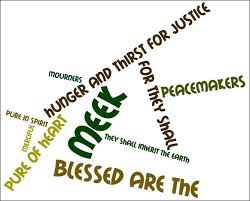 HUNGER AND THIRST FOR JUSTICE
MOURNERS
FOR THEY SHALL
PEACEMAKERS
PURE IN SPIRIT
MERCIFUL
PURE OF HEART
MEEK
THEY SHALL INHERIT THE EARTH
BLESSED ARE THE